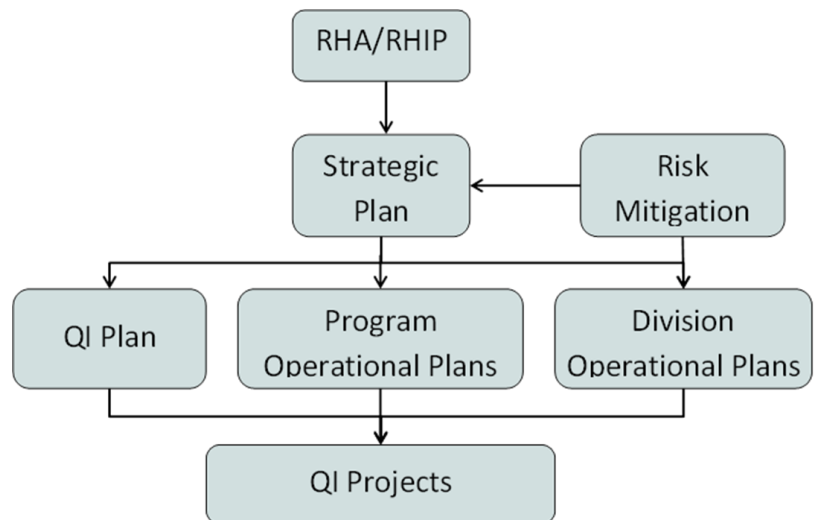 RHA/RHIP
Strategic
Plan
Risk
Mitigation
QI Plan
Program
Operational Plans
Division
Operational Plans
QI Projects